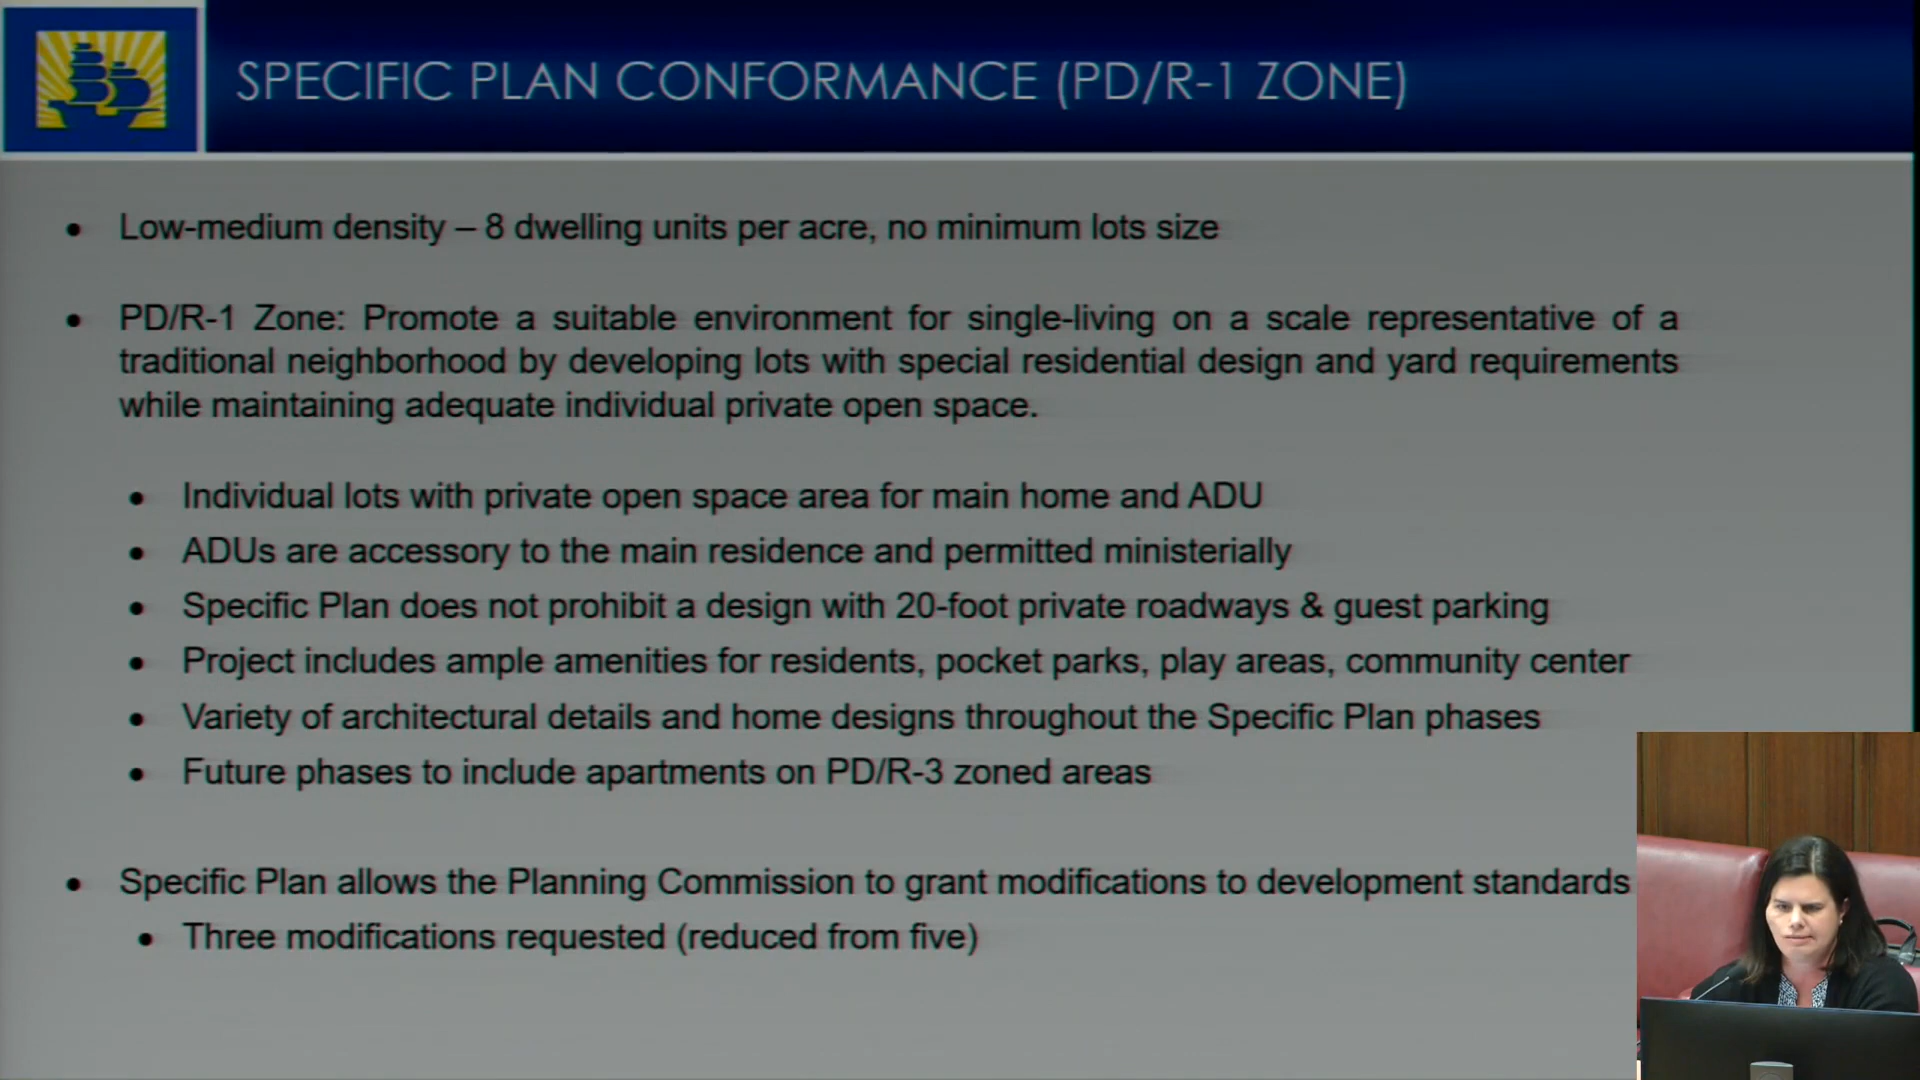 SPECIFIC PLAN CONFORMANCE (PD/R-1 ZONE)
• Low-medium density – 8 dwelling units per acre, no minimum lots size
• PD/R-1 Zone: Promote a suitable environment for single-living on a scale representative of a
traditional neighborhood by developing lots with special residential design and yard requirements
while maintaining adequate individual private open space.
• Individual lots with private open space area for main home and ADU
• ADUs are accessory to the main residence and permitted ministerially
• Specific Plan does not prohibit a design with 20-foot private roadways & guest parking
• Project includes ample amenities for residents, pocket parks, play areas, community center
• Variety of architectural details and home designs throughout the Specific Plan phases
• Future phases to include apartments on PD/R-3 zoned areas
• Specific Plan allows the Planning Commission to grant modifications to development standards
• Three modifications requested (reduced from five)